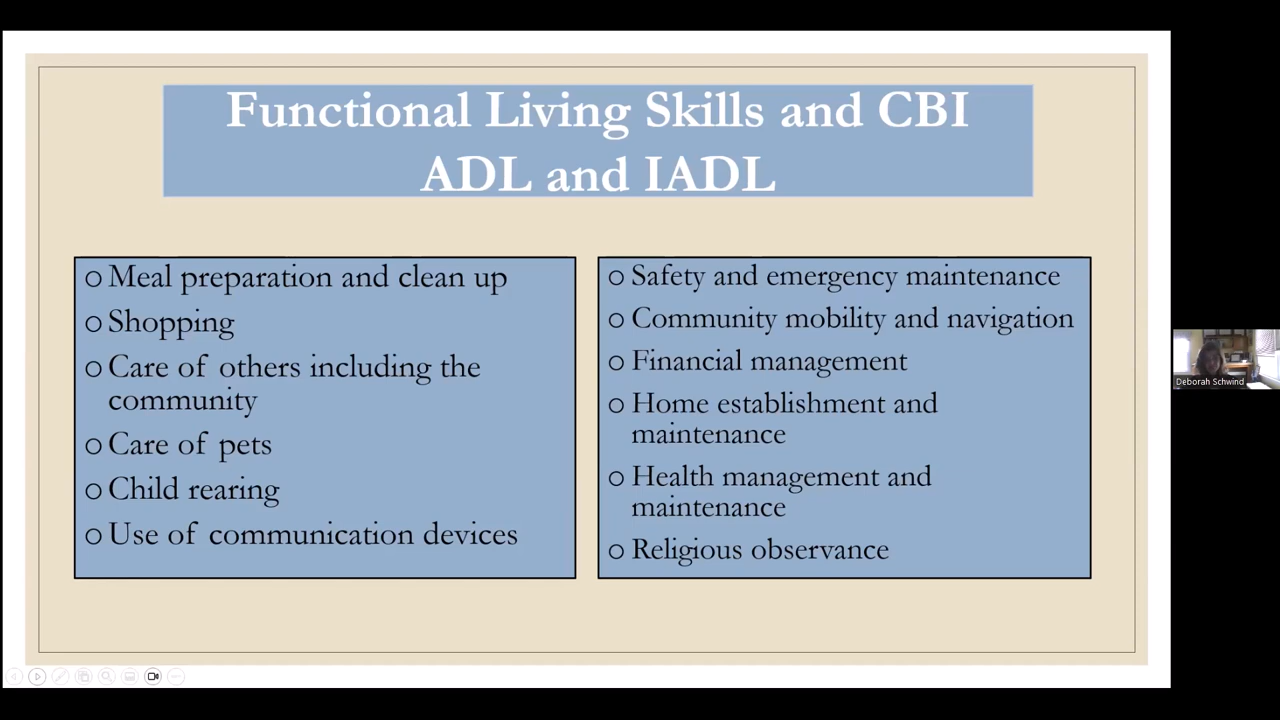 Functional Living Skills and CBI
ADL and IADL
○ Meal preparation and clean up
○ Shopping
○ Care of others including the
community
○ Care of pets
○ Child rearing
○ Use of communication devices
○ Safety and emergency maintenance
○ Community mobility and navigation
○ Financial management
○ Home establishment and
maintenance
○ Health management and
maintenance
○ Religious observance
Deborah Schwind